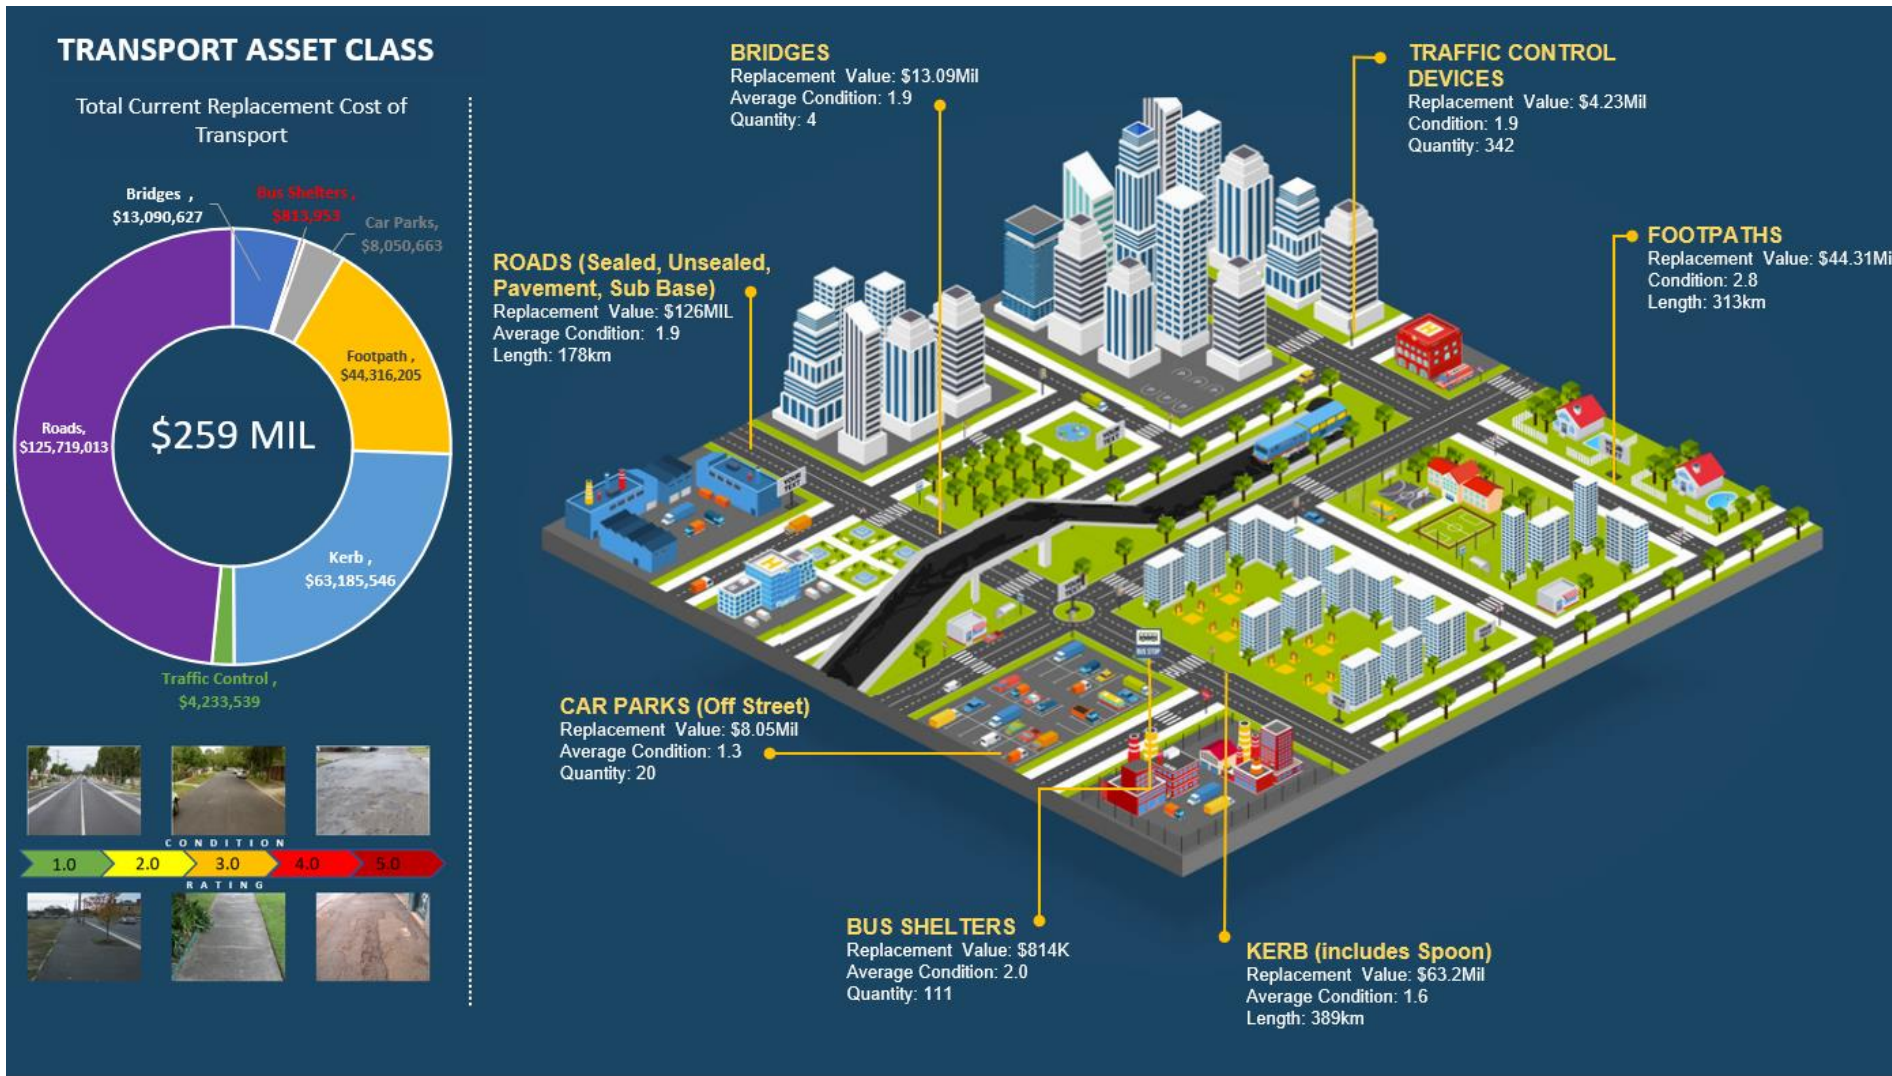 TRANSPORT ASSET CLASS
Total Current Replacement Cost of
Transport
Bridges ,
$13,090,627
Bus Shelters ,
$813,953
Car Parks,
$8,050,663
Footpath ,
$44,316,205
Roads,
$125,719,013
$259 MIL
Kerb ,
$63,185,546
Traffic Control ,
$4,233,539
CONDITION
1.0
2.0
3.0
4.0
5.0
RATING
BRIDGES
Replacement Value: $13.09Mil
Average Condition: 1.9
Quantity: 4
TRAFFIC CONTROL
DEVICES
Replacement Value: $4.23Mil
Condition: 1.9
Quantity: 342
ROADS (Sealed, Unsealed,
Pavement, Sub Base)
Replacement Value: $126MIL
Average Condition: 1.9
Length: 178km
FOOTPATHS
Replacement Value: $44.31Mi
Condition: 2.8
Length: 313km
YOUR
TEXT
BUS STOP
CAR PARKS (Off Street)
Replacement Value: $8.05Mil
Average Condition: 1.3
Quantity: 20
BUS SHELTERS
Replacement Value: $814K
Average Condition: 2.0
Quantity: 111
KERB (includes Spoon)
Replacement Value: $63.2Mil
Average Condition: 1.6
Length: 389km